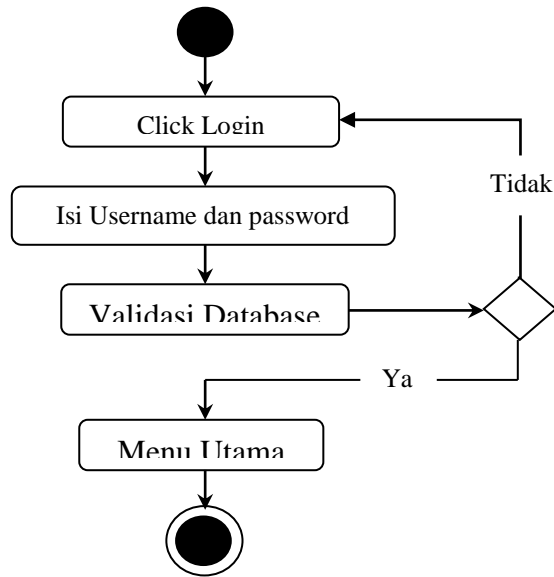 Click Login
Tidak
Isi Username dan password
Validasi Database
Ya
Menu Utama